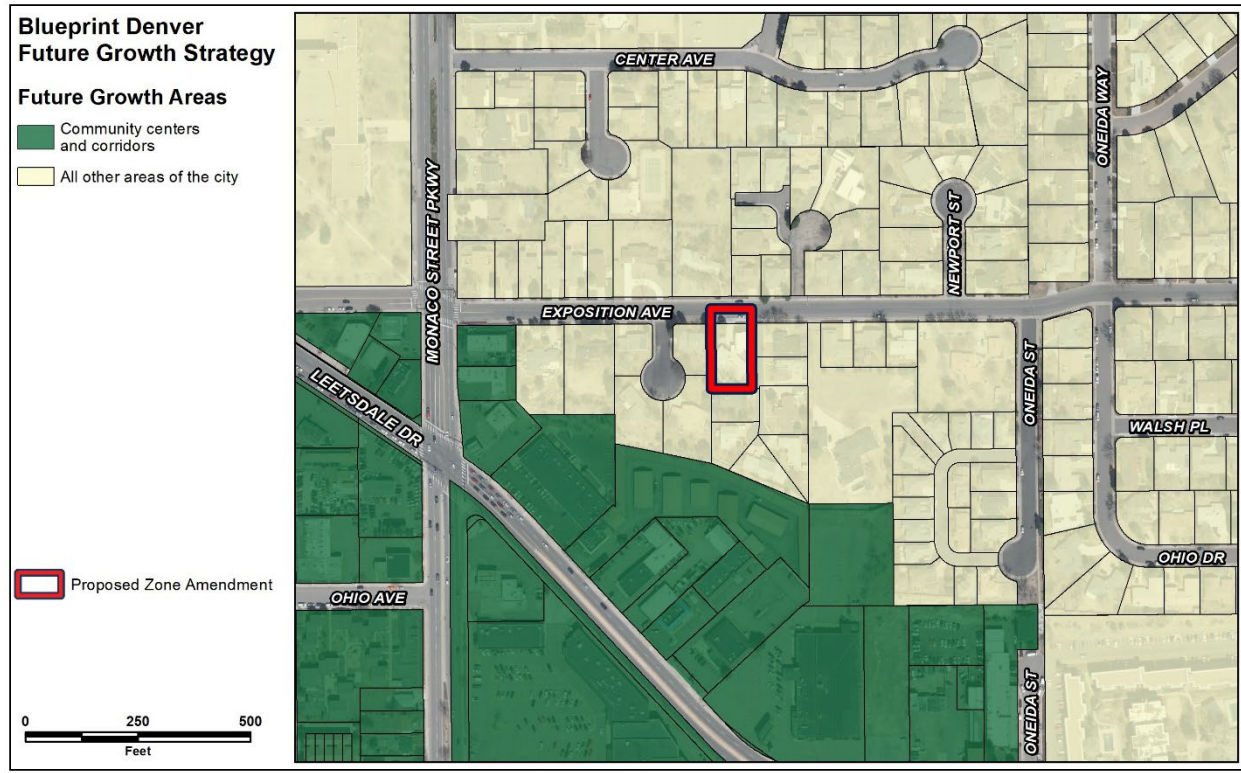 Blueprint Denver
Future Growth Strategy
Future Growth Areas
Community centers
and corridors
All other areas of the city
Proposed Zone Amendment
0 250 500
Feet
CENTER AVE
ONEIDA WAY
MONACO STREET PKWY
NEWPORT ST
EXPOSITION AVE
LEETSDALE DR
ONEIDA ST
WALSH PL
OHIO DR
OHIO AVE
ONEIDA ST